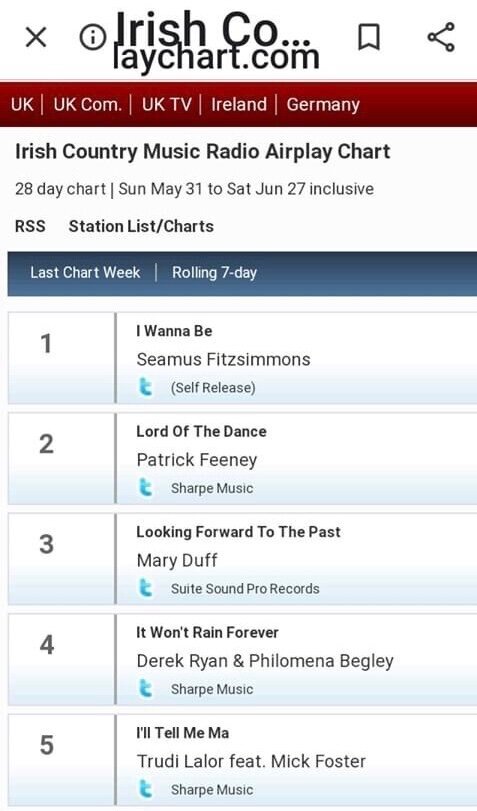 Irish Co...
laychart.com
UK | UK Com. | UK TV | Ireland | Germany
Irish Country Music Radio Airplay Chart
28 day chart | Sun May 31 to Sat Jun 27 inclusive
RSS Station List/Charts
Last Chart Week | Rolling 7-day
1
I Wanna Be
Seamus Fitzsimmons
(Self Release)
2
Lord Of The Dance
Patrick Feeney
Sharpe Music
3
Looking Forward To The Past
Mary Duff
Suite Sound Pro Records
4
It Won't Rain Forever
Derek Ryan & Philomena Begley
Sharpe Music
5
I'll Tell Me Ma
Trudi Lalor feat. Mick Foster
Sharpe Music